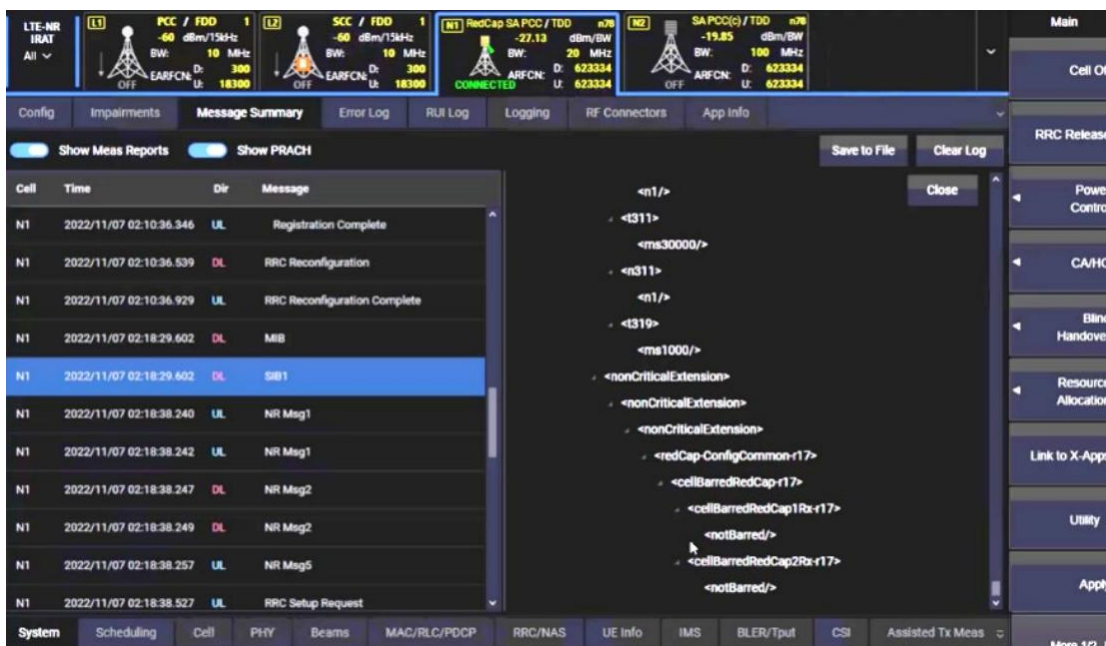 LTE-NR
IRAT
All
L1 PCC / FDD 1
-60 dBm/15kHz
BW: 10 MHz
EARFCN: D: 300
U: 18300
OFF
L2 SCC / FDD 1
-60 dBm/15kHz
BW: 10 MHz
EARFCN: D: 300
U: 18300
OFF
N1 RedCap SA PCC / TDD n78
-27.13 dBm/BW
BW: 20 MHz
ARFCN: D: 623334
U: 623334
CONNECTED
N2 SA PCC(c) / TDD n78
-19.85 dBm/BW
BW: 100 MHz
ARFCN: D: 623334
U: 623334
OFF
Main
Config Impairments Message Summary Error Log RUI Log Logging RF Connectors App Info
Show Meas Reports Show PRACH Save to File Clear Log
Cell Time Dir Message
N1 2022/11/07 02:10:36.346 UL Registration Complete
N1 2022/11/07 02:10:36.539 DL RRC Reconfiguration
N1 2022/11/07 02:10:36.929 UL RRC Reconfiguration Complete
N1 2022/11/07 02:18:29.602 DL MIB
N1 2022/11/07 02:18:29.602 DL SIB1
N1 2022/11/07 02:18:38.240 UL NR Msg1
N1 2022/11/07 02:18:38.242 UL NR Msg1
N1 2022/11/07 02:18:38.247 DL NR Msg2
N1 2022/11/07 02:18:38.249 DL NR Msg2
N1 2022/11/07 02:18:38.257 UL NR Msg5
N1 2022/11/07 02:18:38.527 UL RRC Setup Request
Close
<n1/>
<t311>
<ms30000/>
<n311>
<n1/>
<t319>
<ms1000/>
<nonCriticalExtension>
<nonCriticalExtension>
<nonCriticalExtension>
<redCap-ConfigCommon-r17>
<cellBarredRedCap-r17>
<cellBarredRedCap1Rx-r17>
<notBarred/>
<cellBarredRedCap2Rx-r17>
<notBarred/>
Cell Of
RRC Release
Powe
Contro
CA/HO
Blind
Handove
Resource
Allocation
Link to X-Apps
Utility
Apply
More 1/2
System Scheduling Cell PHY Beams MAC/RLC/PDCP RRC/NAS UE Info IMS BLER/Tput CSI Assisted Tx Meas